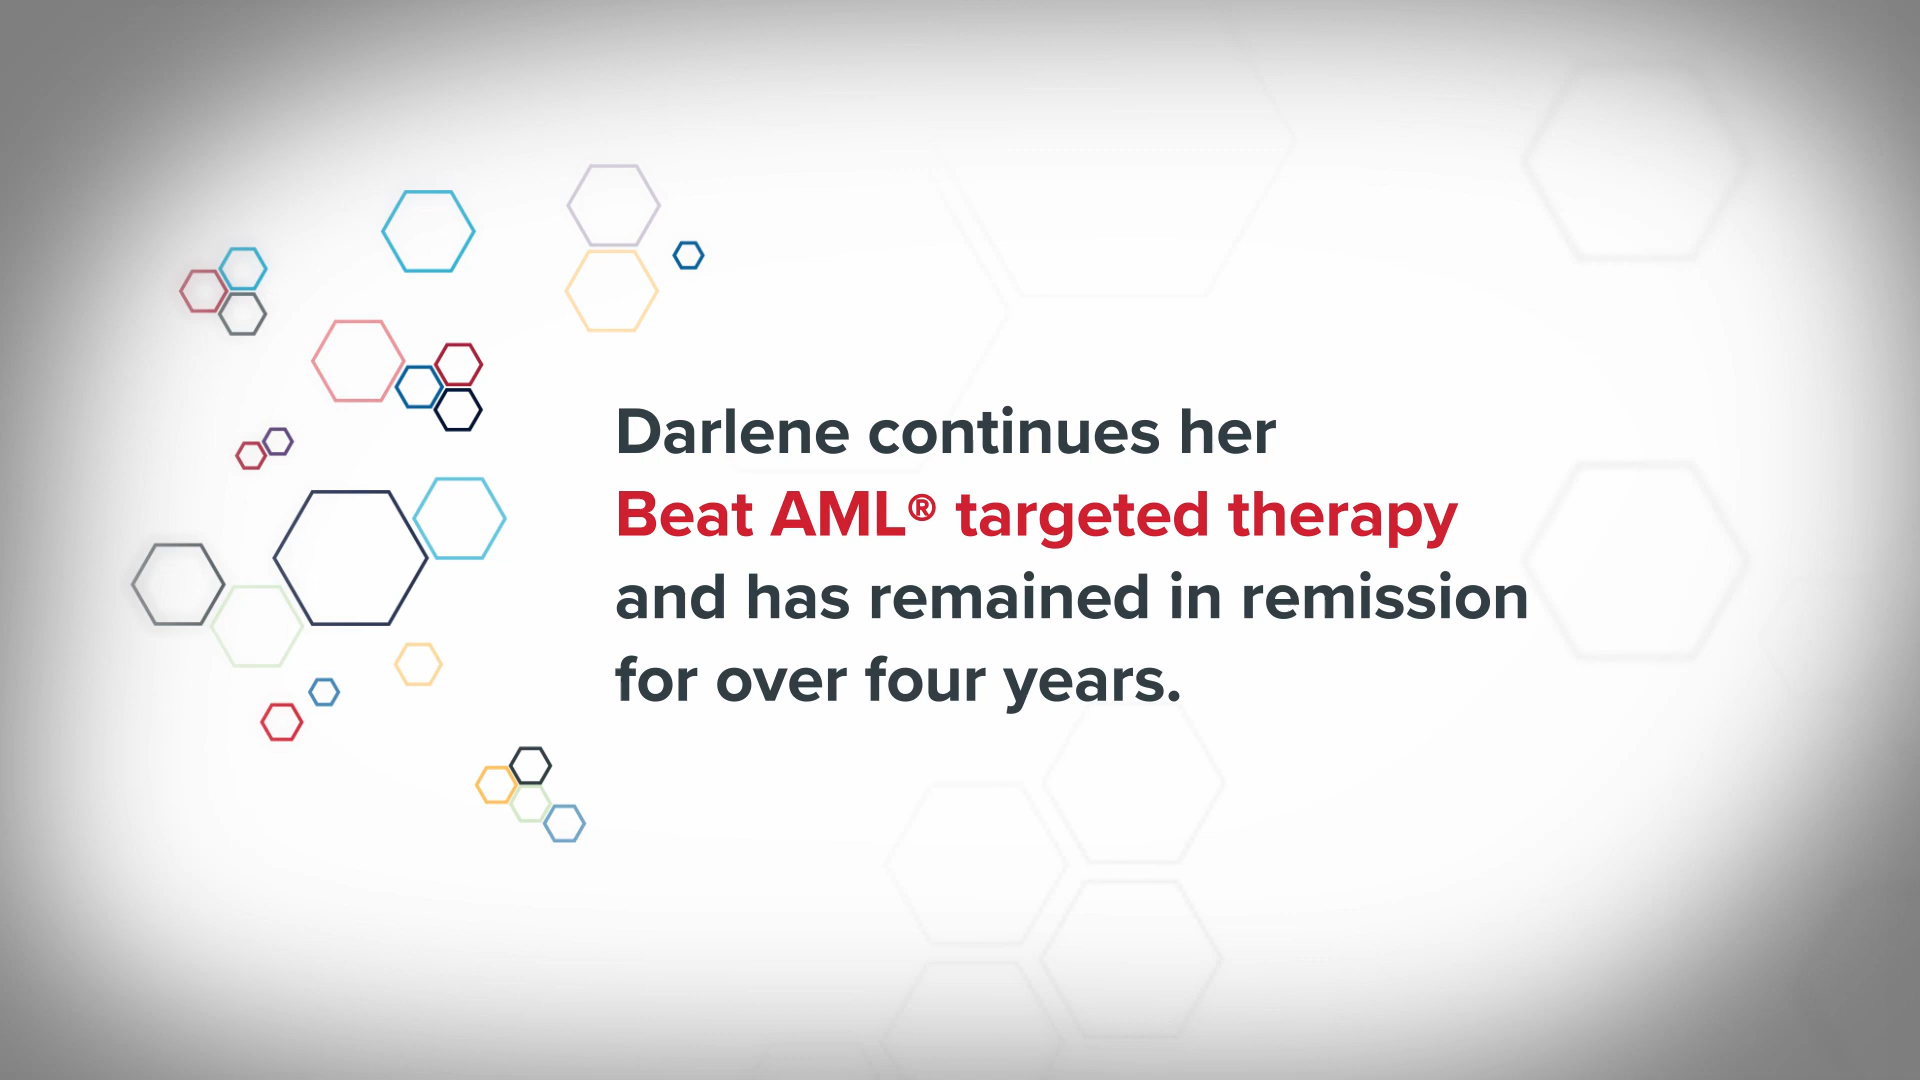 Darlene continues her
Beat AML® targeted therapy
and has remained in remission
for over four years.